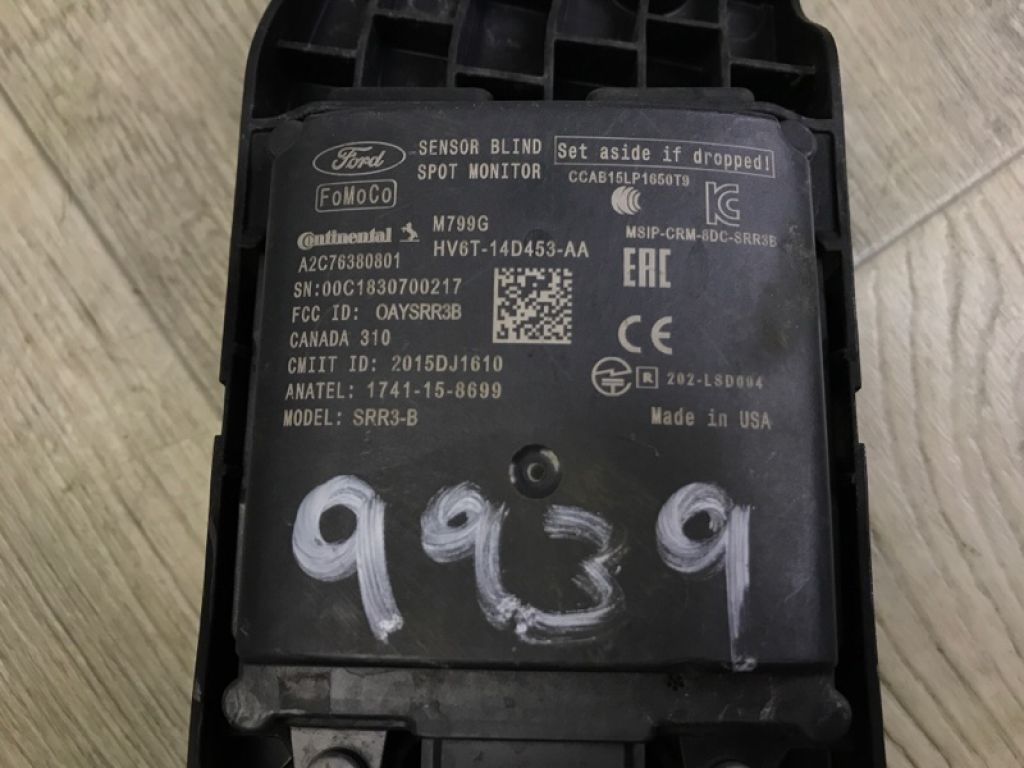 Ford
SENSOR BLIND
SPOT MONITOR
Set aside if dropped!
CCAB15LP1650T9
FoMoCo
Continental
M799G
HV6T-14D453-AA
A2C76380801
SN:00C1830700217
FCC ID: OAYSRR3B
CANADA 310
CMIIT ID: 2015DJ1610
ANATEL: 1741-15-8699
MODEL: SRR3-B
KC
MSIP-CRM-8DC-SRR3B
EAC
CE
R 202-LSD094
Made in USA
9939